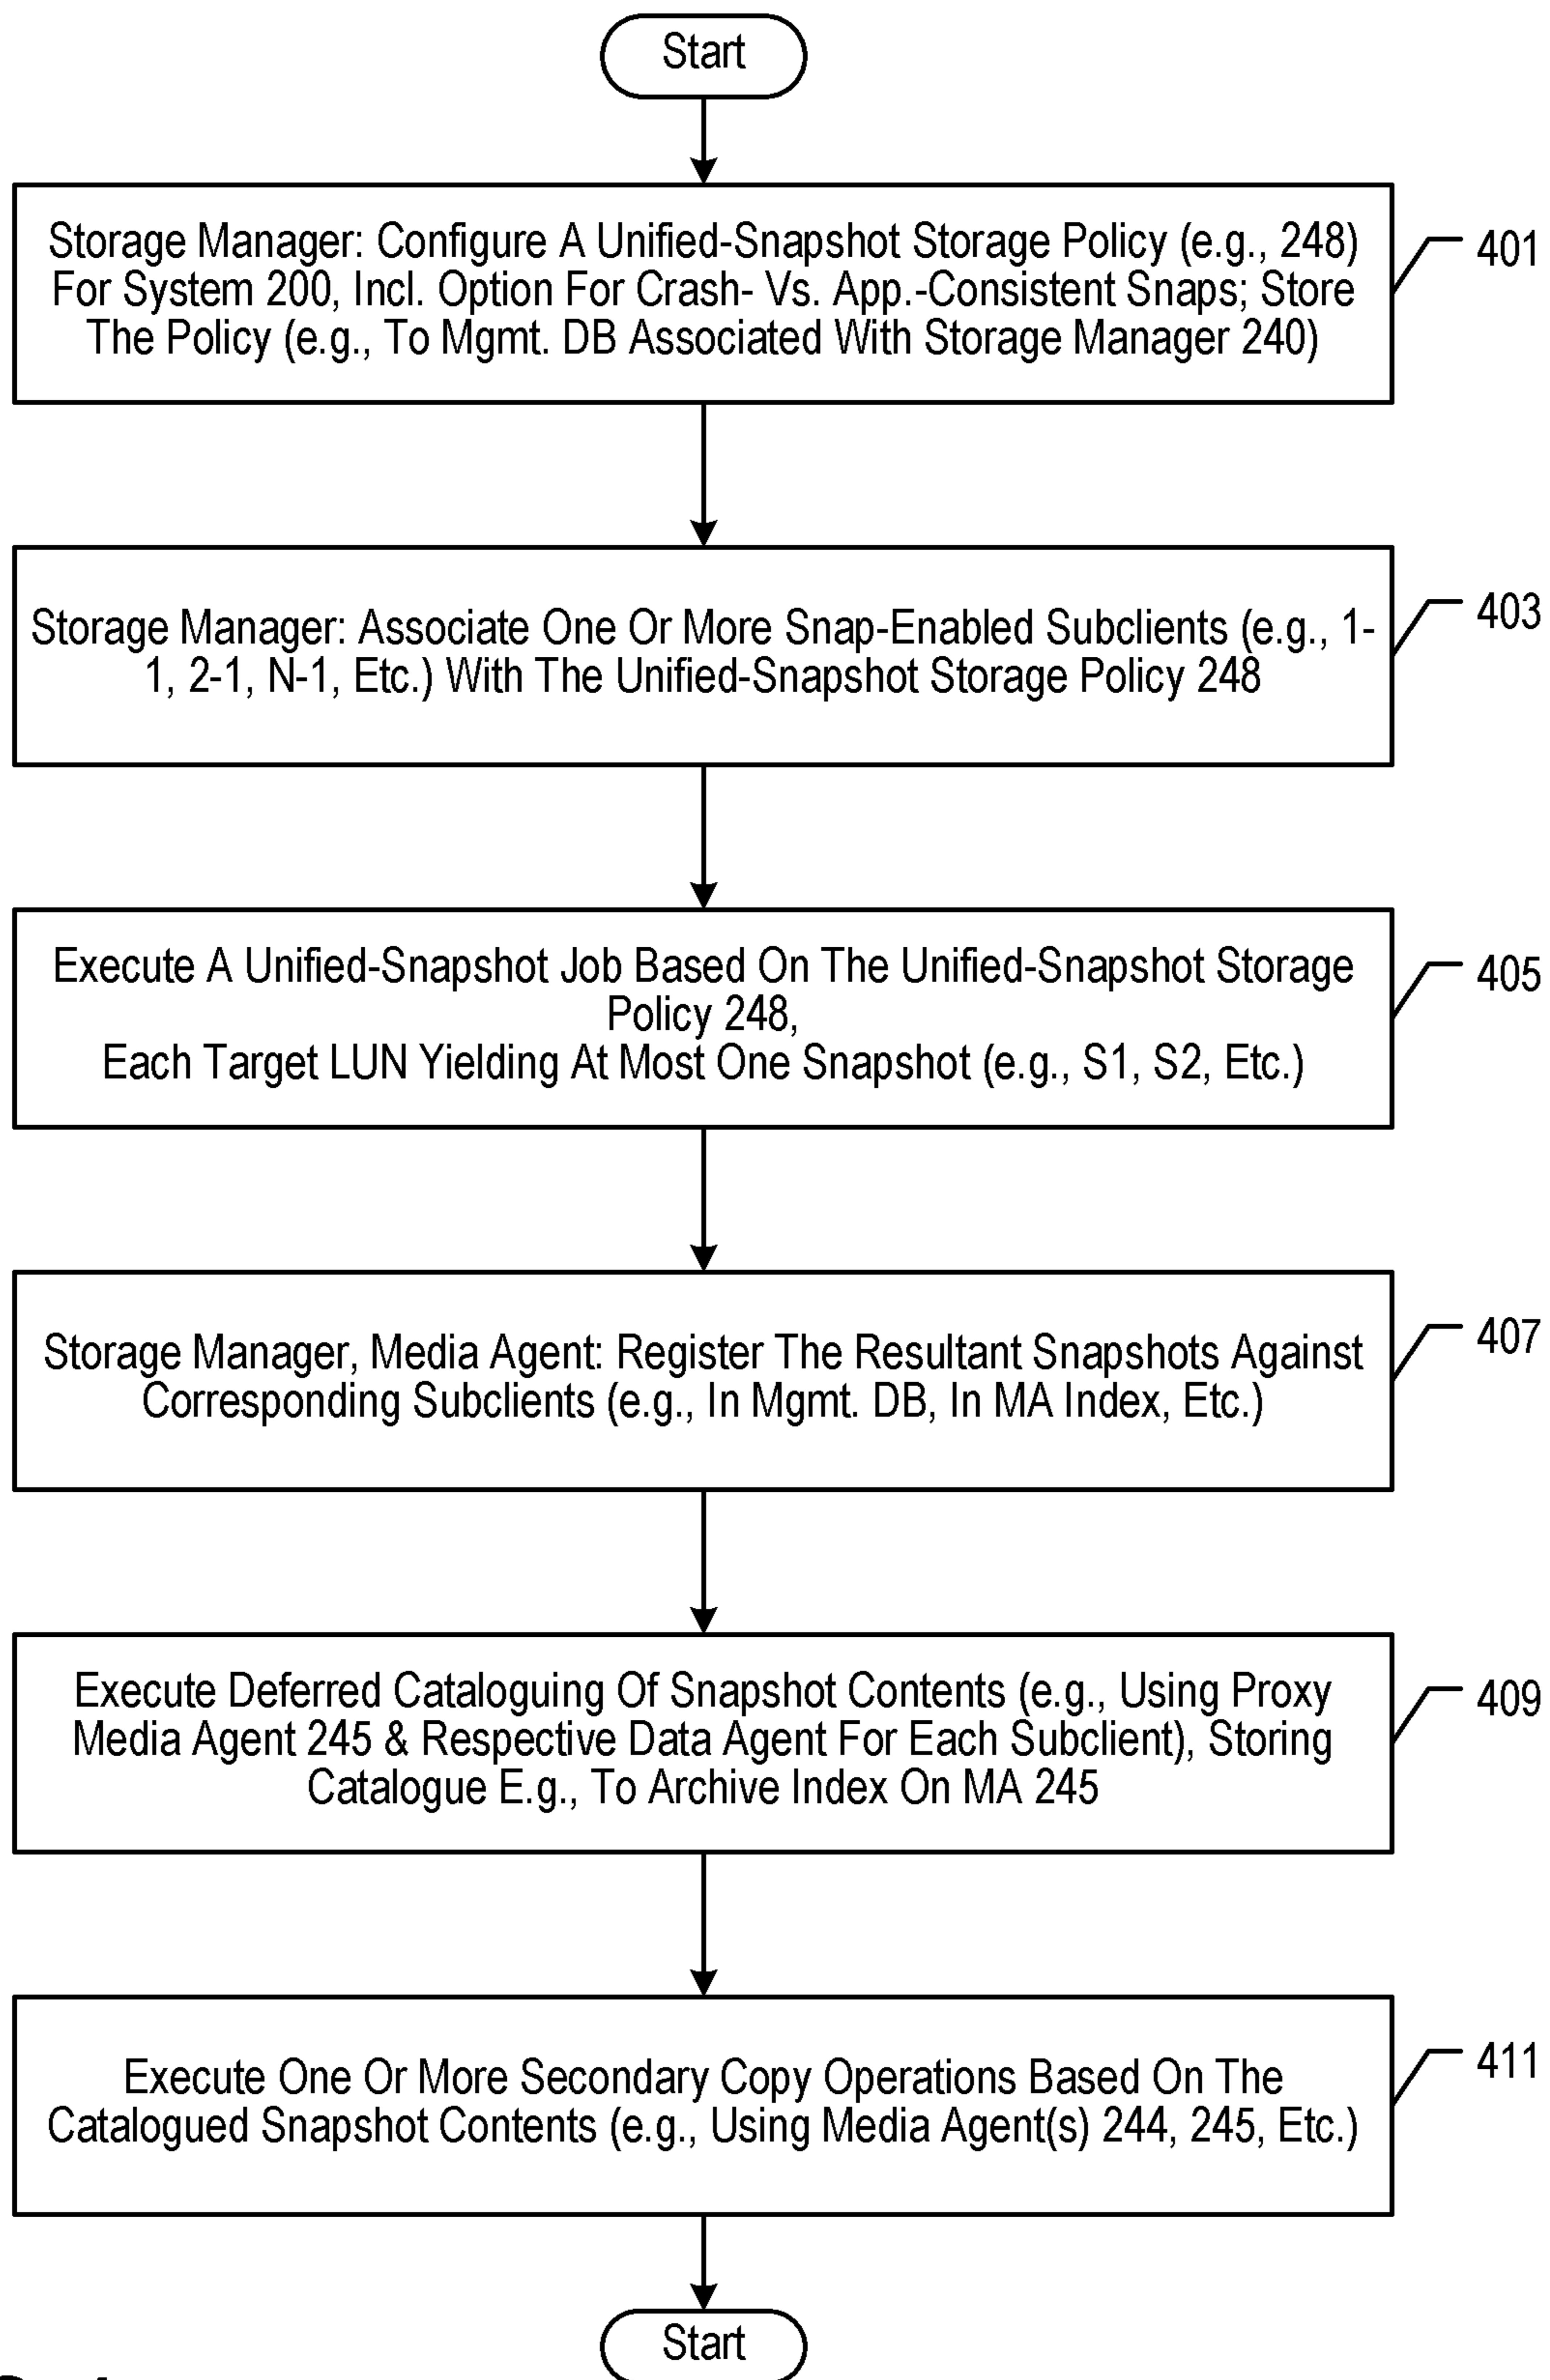 Start
Storage Manager: Configure A Unified-Snapshot Storage Policy (e.g., 248)
For System 200, Incl. Option For Crash- Vs. App.-Consistent Snaps; Store
The Policy (e.g., To Mgmt. DB Associated With Storage Manager 240)
401
Storage Manager: Associate One Or More Snap-Enabled Subclients (e.g., 1-
1, 2-1, N-1, Etc.) With The Unified-Snapshot Storage Policy 248
403
Execute A Unified-Snapshot Job Based On The Unified-Snapshot Storage
Policy 248,
Each Target LUN Yielding At Most One Snapshot (e.g., S1, S2, Etc.)
405
Storage Manager, Media Agent: Register The Resultant Snapshots Against
Corresponding Subclients (e.g., In Mgmt. DB, In MA Index, Etc.)
407
Execute Deferred Cataloguing Of Snapshot Contents (e.g., Using Proxy
Media Agent 245 & Respective Data Agent For Each Subclient), Storing
Catalogue E.g., To Archive Index On MA 245
409
Execute One Or More Secondary Copy Operations Based On The
Catalogued Snapshot Contents (e.g., Using Media Agent(s) 244, 245, Etc.)
411
Start